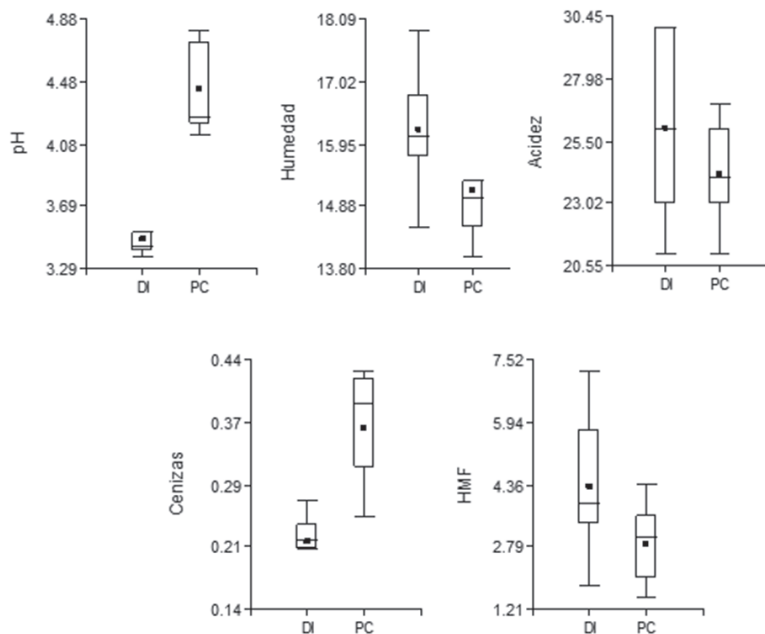 4.88
4.48
4.08
3.69
3.29
pH
DI
PC
18.09
17.02
15.95
14.88
13.80
Humedad
DI
PC
30.45
27.98
25.50
23.02
20.55
Acidez
DI
PC
0.44
0.37
0.29
0.21
0.14
Cenizas
DI
PC
7.52
5.94
4.36
2.79
1.21
HMF
DI
PC